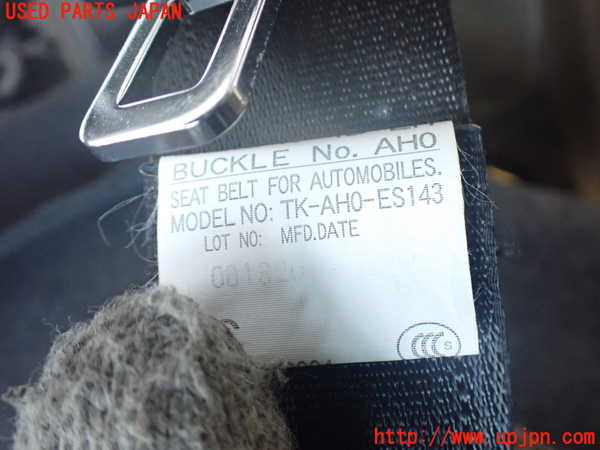 USED PARTS JAPAN
BUCKLE No. AH0
SEAT BELT FOR AUTOMOBILES.
MODEL NO: TK-AH0-ES143
LOT NO: MFD.DATE
CCC S
http://www.upjpn.com/